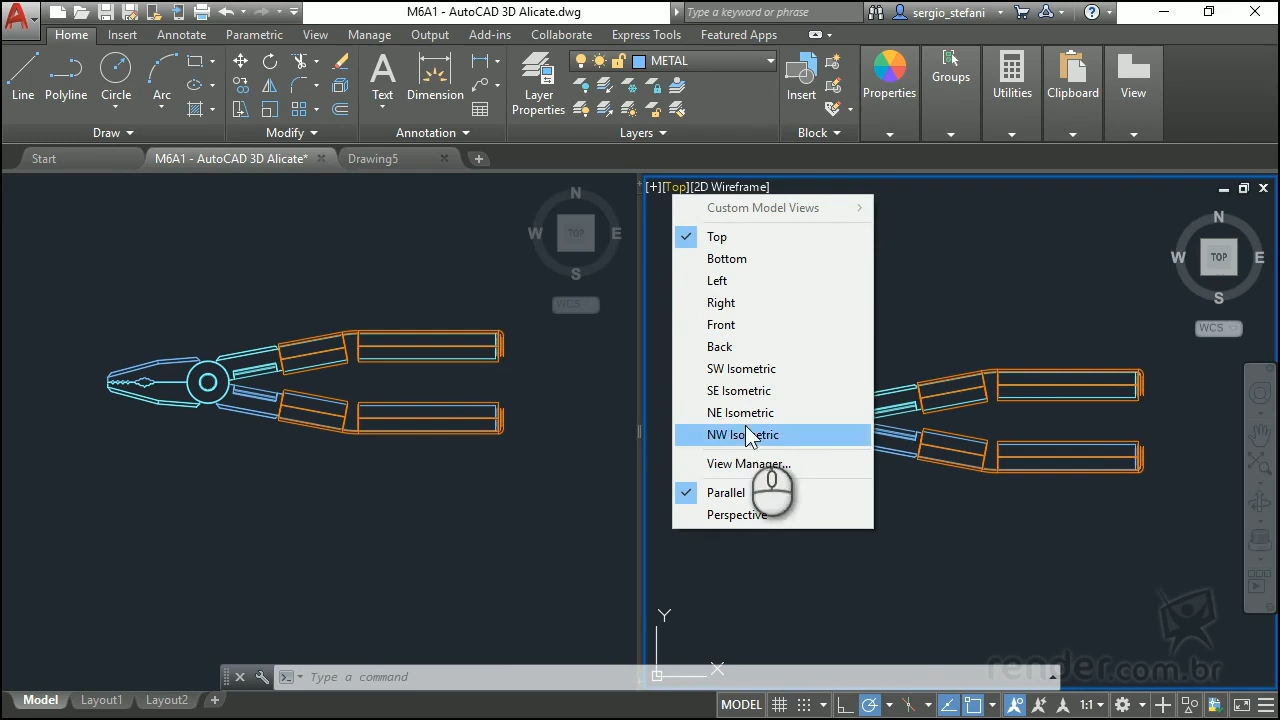 M6A1 - AutoCAD 3D Alicate.dwg
Type a keyword or phrase
sergio_stefani
Home Insert Annotate Parametric View Manage Output Add-ins Collaborate Express Tools Featured Apps
METAL
Line Polyline Circle Arc
Text Dimension
Layer
Properties
Insert
Properties Groups Utilities Clipboard View
Draw Modify Annotation Layers Block
Start M6A1 - AutoCAD 3D Alicate* Drawing5
[+][Top][2D Wireframe]
Custom Model Views
Top
Bottom
Left
Right
Front
Back
SW Isometric
SE Isometric
NE Isometric
NW Isometric
View Manager...
Parallel
Perspective
N
W TOP E
S
WCS
N
W TOP E
S
WCS
Y
X
render.com.br
Type a command
Model Layout1 Layout2
MODEL 1:1